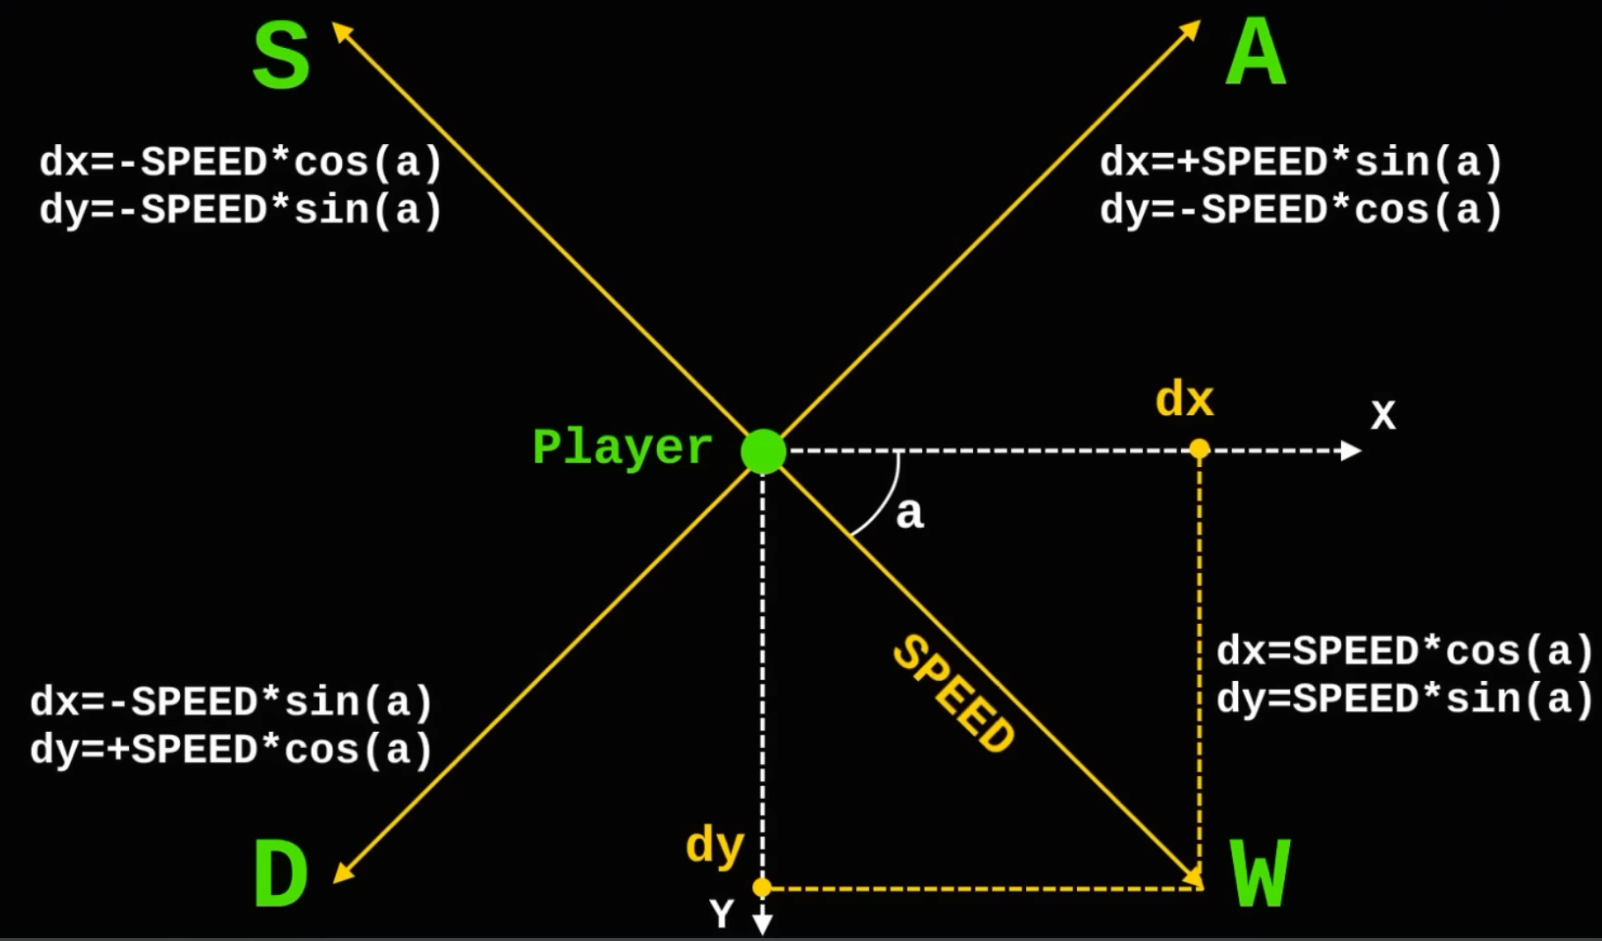 S
A
dx=-SPEED*cos(a)
dy=-SPEED*sin(a)
dx=+SPEED*sin(a)
dy=-SPEED*cos(a)
dx
X
Player
a
SPEED
dx=SPEED*cos(a)
dy=SPEED*sin(a)
dx=-SPEED*sin(a)
dy=+SPEED*cos(a)
dy
D
W
Y